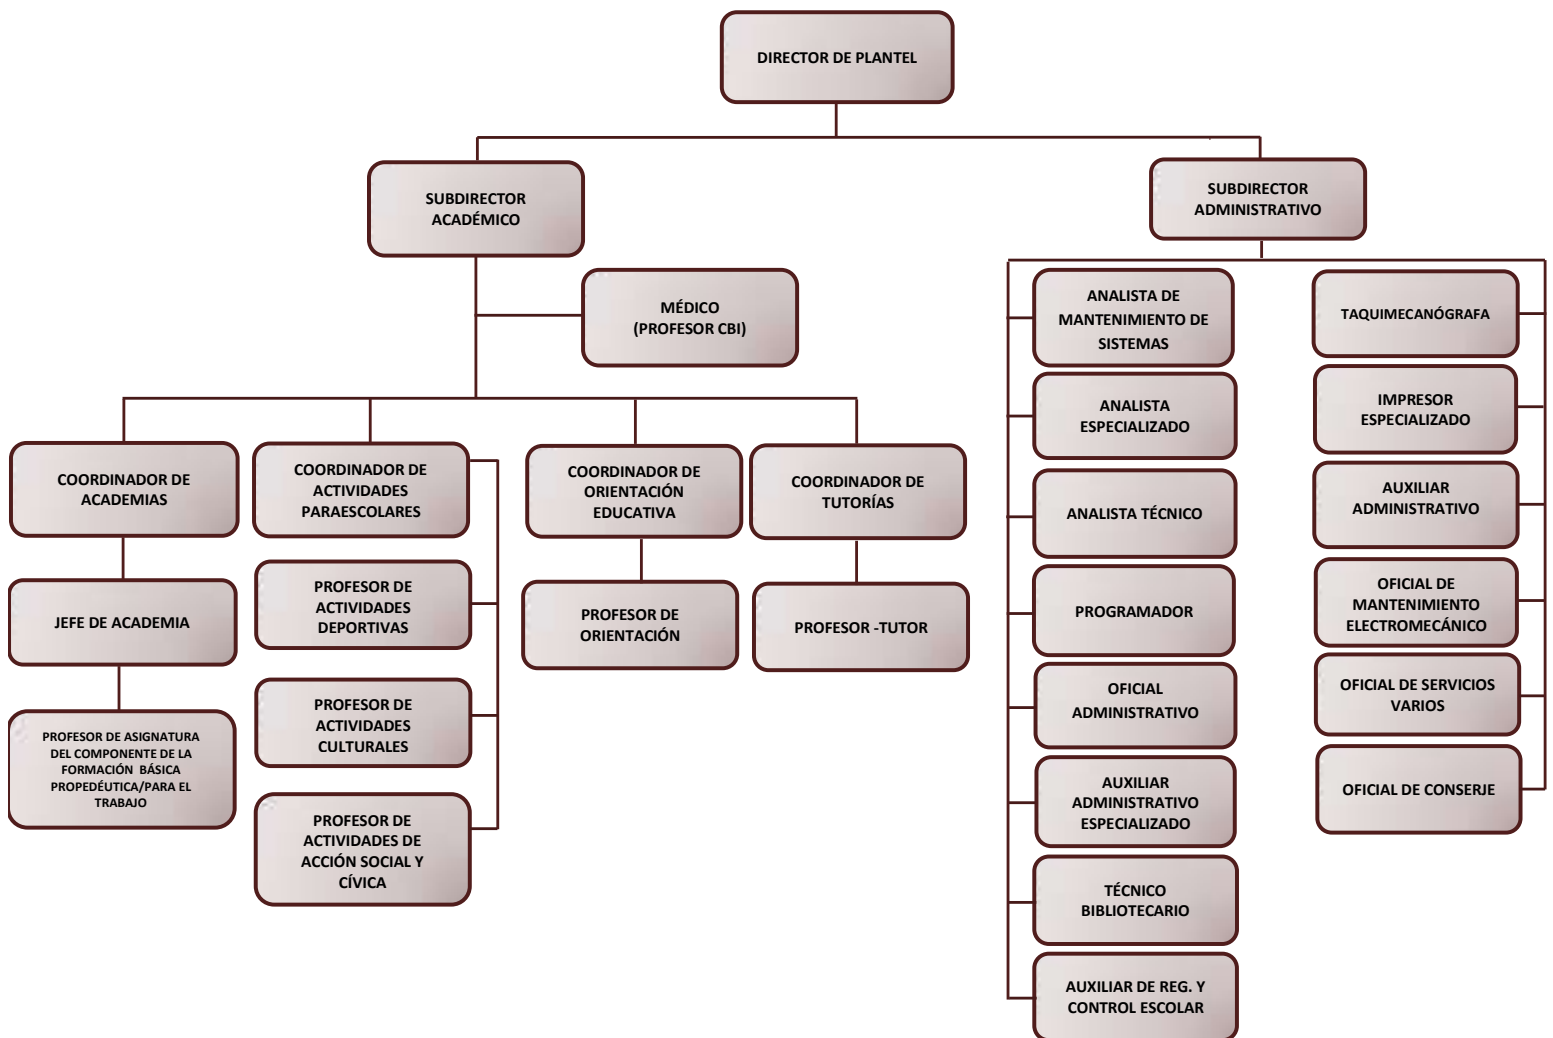 DIRECTOR DE PLANTEL
SUBDIRECTOR
ACADÉMICO
SUBDIRECTOR
ADMINISTRATIVO
MÉDICO
(PROFESOR CBI)
COORDINADOR DE
ACADEMIAS
JEFE DE ACADEMIA
PROFESOR DE ASIGNATURA
DEL COMPONENTE DE LA
FORMACIÓN BÁSICA
PROPEDÉUTICA/PARA EL
TRABAJO
COORDINADOR DE
ACTIVIDADES
PARAESCOLARES
PROFESOR DE
ACTIVIDADES
DEPORTIVAS
PROFESOR DE
ACTIVIDADES
CULTURALES
PROFESOR DE
ACTIVIDADES DE
ACCIÓN SOCIAL Y
CÍVICA
COORDINADOR DE
ORIENTACIÓN
EDUCATIVA
PROFESOR DE
ORIENTACIÓN
COORDINADOR DE
TUTORÍAS
PROFESOR -TUTOR
ANALISTA DE
MANTENIMIENTO DE
SISTEMAS
ANALISTA
ESPECIALIZADO
ANALISTA TÉCNICO
PROGRAMADOR
OFICIAL
ADMINISTRATIVO
AUXILIAR
ADMINISTRATIVO
ESPECIALIZADO
TÉCNICO
BIBLIOTECARIO
AUXILIAR DE REG. Y
CONTROL ESCOLAR
TAQUIMECANÓGRAFA
IMPRESOR
ESPECIALIZADO
AUXILIAR
ADMINISTRATIVO
OFICIAL DE
MANTENIMIENTO
ELECTROMECÁNICO
OFICIAL DE SERVICIOS
VARIOS
OFICIAL DE CONSERJE